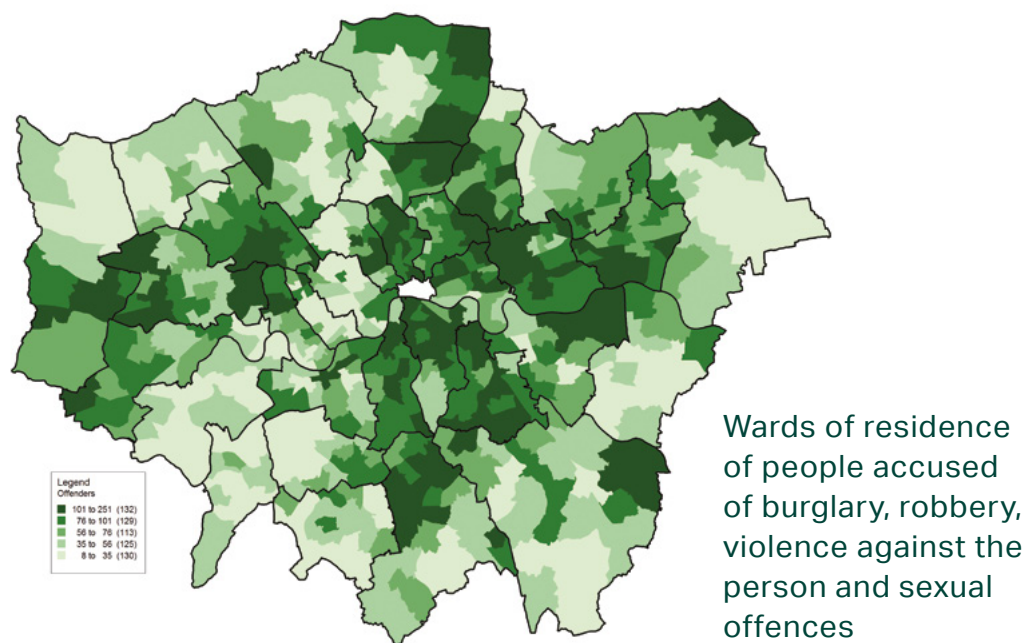 Legend
Offenders
101 to 251 (132)
76 to 101 (129)
56 to 76 (113)
35 to 56 (125)
8 to 35 (130)
Wards of residence
of people accused
of burglary, robbery,
violence against the
person and sexual
offences